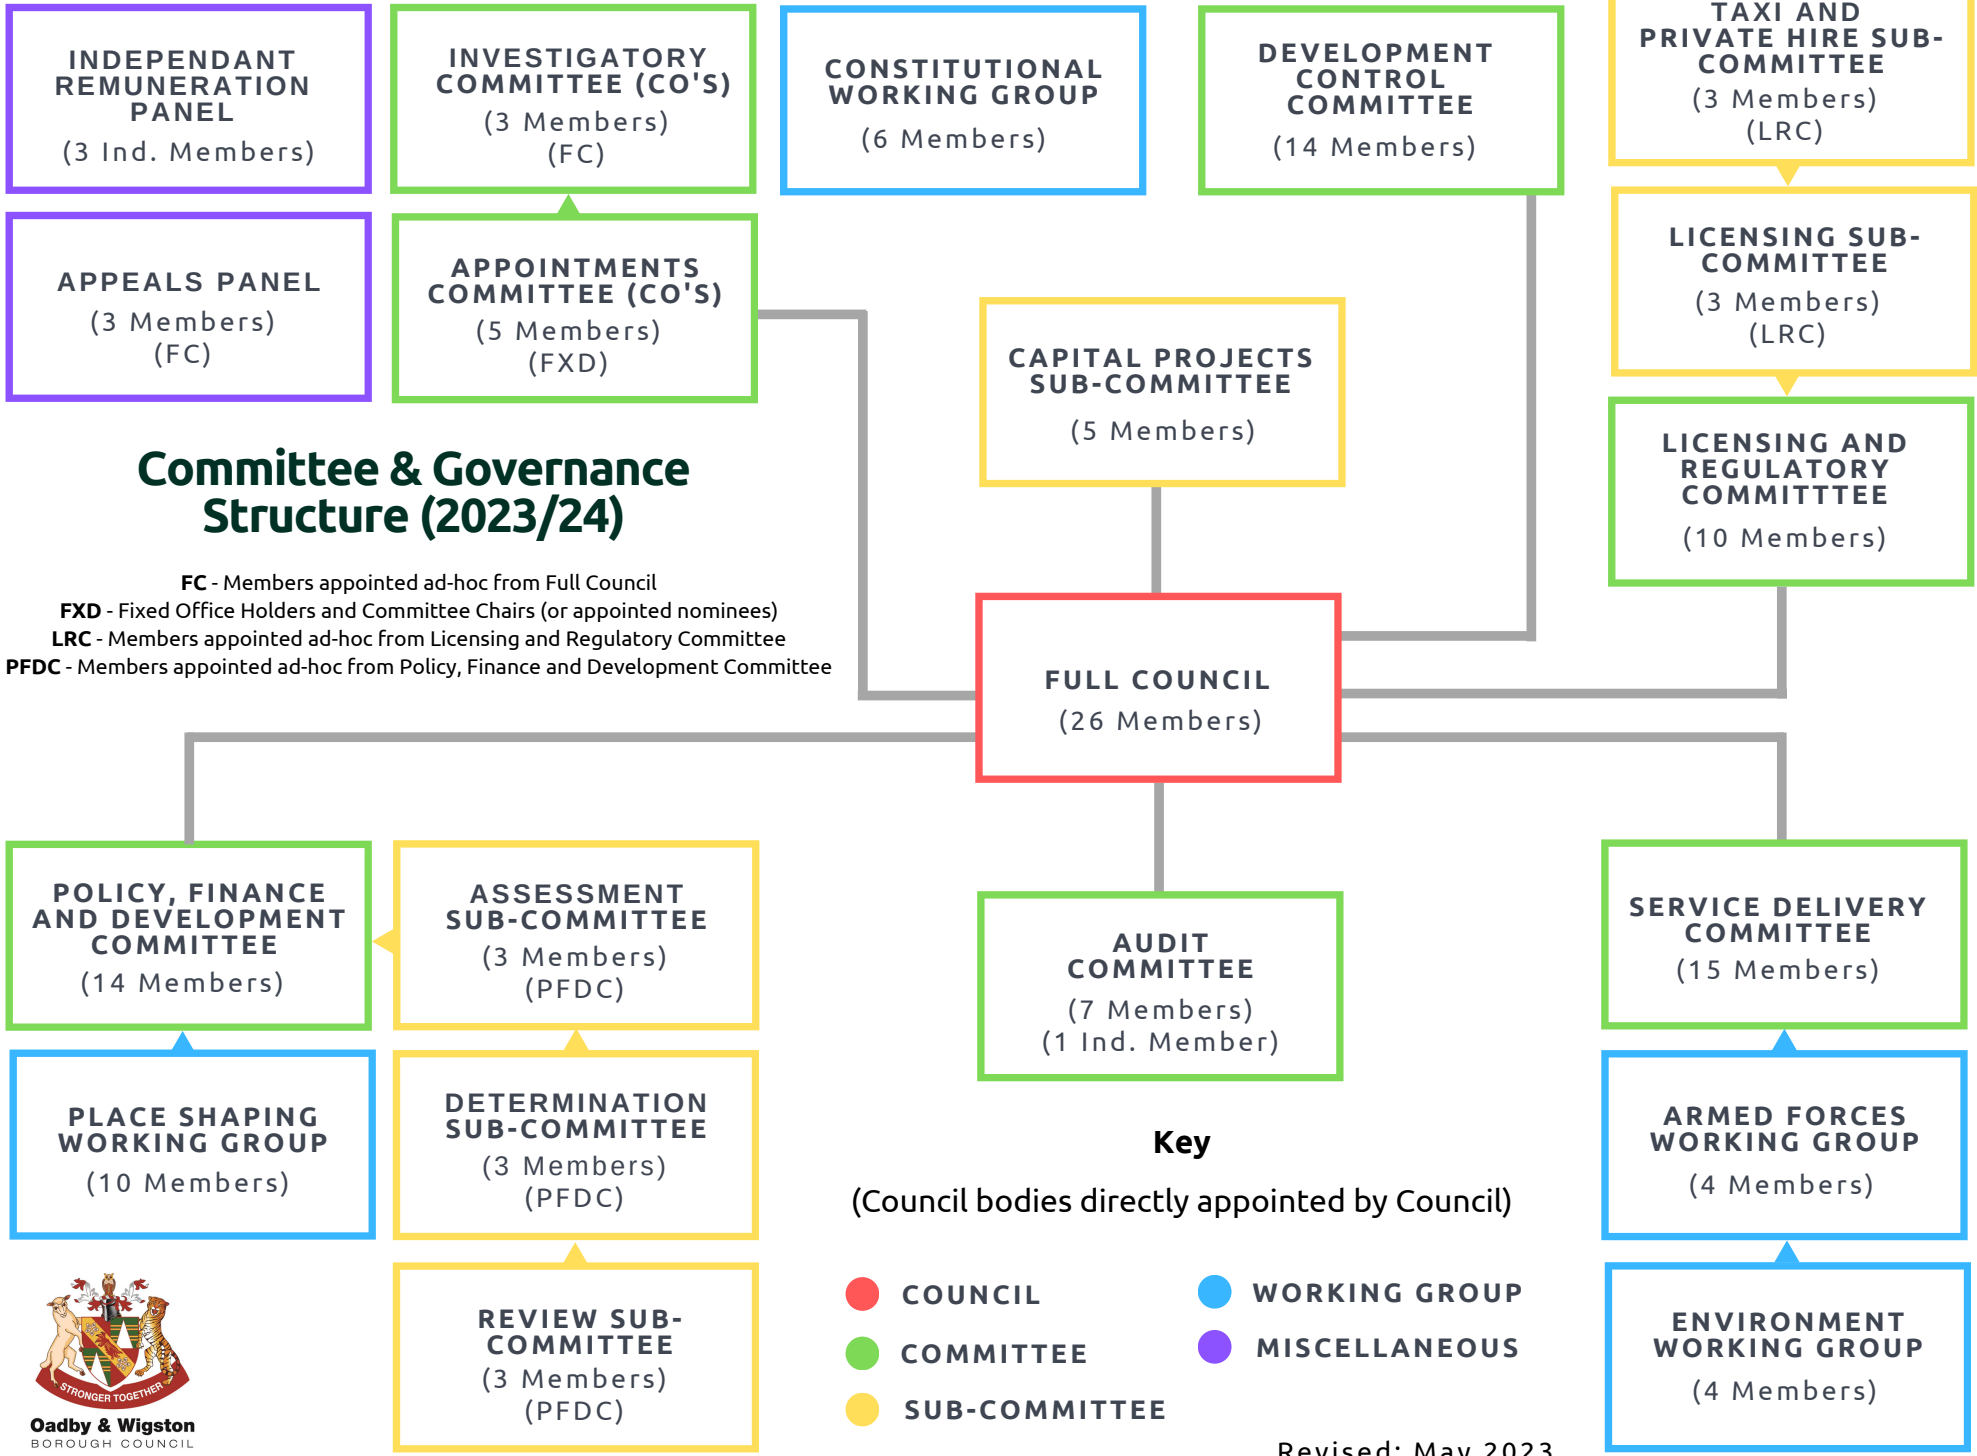 INDEPENDANT
REMUNERATION
PANEL
(3 Ind. Members)
INVESTIGATORY
COMMITTEE (CO'S)
(3 Members)
(FC)
CONSTITUTIONAL
WORKING GROUP
(6 Members)
DEVELOPMENT
CONTROL
COMMITTEE
(14 Members)
TAXI AND
PRIVATE HIRE SUB-
COMMITTEE
(3 Members)
(LRC)
APPEALS PANEL
(3 Members)
(FC)
APPOINTMENTS
COMMITTEE (CO'S)
(5 Members)
(FXD)
CAPITAL PROJECTS
SUB-COMMITTEE
(5 Members)
LICENSING SUB-
COMMITTEE
(3 Members)
(LRC)
LICENSING AND
REGULATORY
COMMITTTEE
(10 Members)
Committee & Governance
Structure (2023/24)
FC - Members appointed ad-hoc from Full Council
FXD - Fixed Office Holders and Committee Chairs (or appointed nominees)
LRC - Members appointed ad-hoc from Licensing and Regulatory Committee
PFDC - Members appointed ad-hoc from Policy, Finance and Development Committee
FULL COUNCIL
(26 Members)
POLICY, FINANCE
AND DEVELOPMENT
COMMITTEE
(14 Members)
ASSESSMENT
SUB-COMMITTEE
(3 Members)
(PFDC)
AUDIT
COMMITTEE
(7 Members)
(1 Ind. Member)
SERVICE DELIVERY
COMMITTEE
(15 Members)
PLACE SHAPING
WORKING GROUP
(10 Members)
DETERMINATION
SUB-COMMITTEE
(3 Members)
(PFDC)
ARMED FORCES
WORKING GROUP
(4 Members)
REVIEW SUB-
COMMITTEE
(3 Members)
(PFDC)
ENVIRONMENT
WORKING GROUP
(4 Members)
Key
(Council bodies directly appointed by Council)
COUNCIL
COMMITTEE
SUB-COMMITTEE
WORKING GROUP
MISCELLANEOUS
STRONGER TOGETHER
Oadby & Wigston
BOROUGH COUNCIL
Revised: May 2023